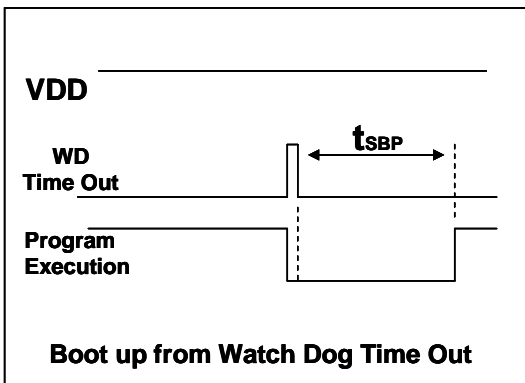 VDD
tSBP
WD
Time Out
Program
Execution
Boot up from Watch Dog Time Out